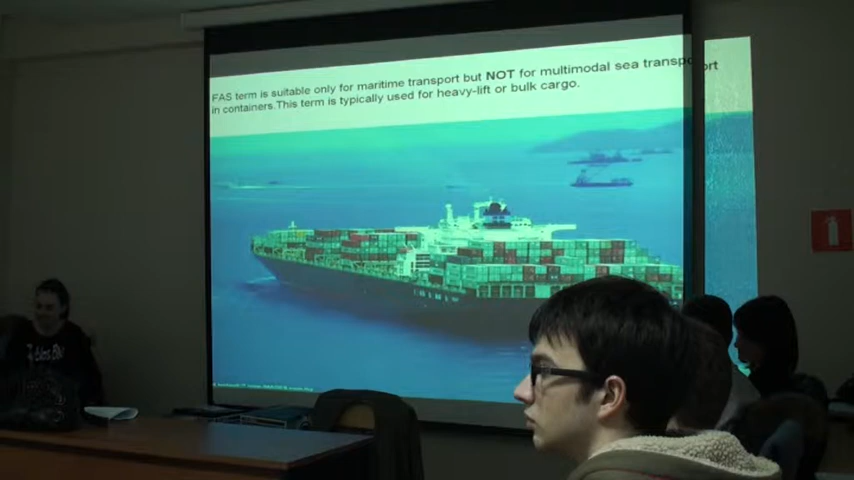 FAS term is suitable only for maritime transport but NOT for multimodal sea transport
in containers.This term is typically used for heavy-lift or bulk cargo.